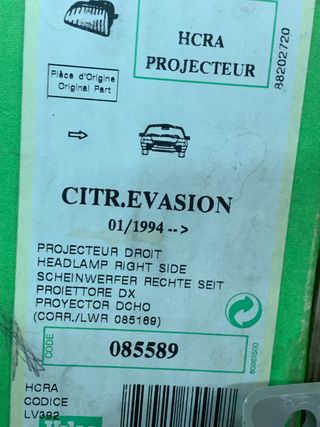 HCRA
PROJECTEUR
88202720
Pièce d'Origine
Original Part
CITR.EVASION
01/1994 -->
PROJECTEUR DROIT
HEADLAMP RIGHT SIDE
SCHEINWERFER RECHTE SEIT
PROIETTORE DX
PROYECTOR DCHO
(CORR./LWR 085169)
CODE
085589
HCRA
CODICE
LV392